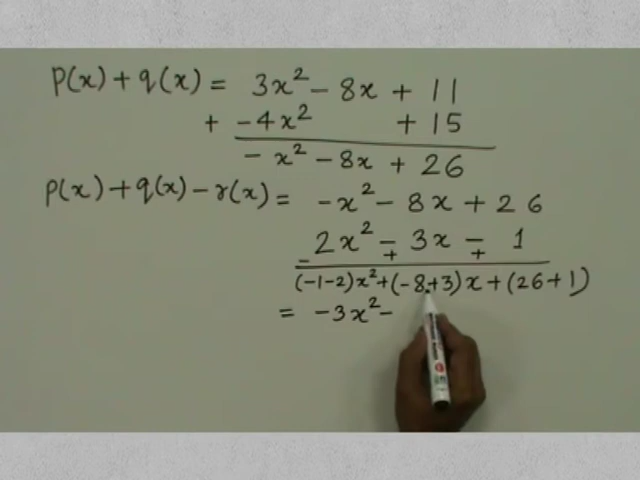 p(x) + q(x) = 3x² - 8x + 11
+ -4x² + 15
- x² - 8x + 26
p(x) + q(x) - r(x) = -x² - 8x + 26
2x² - 3x - 1
- + +
(-1-2)x² + (-8+3)x + (26+1)
= -3x² -